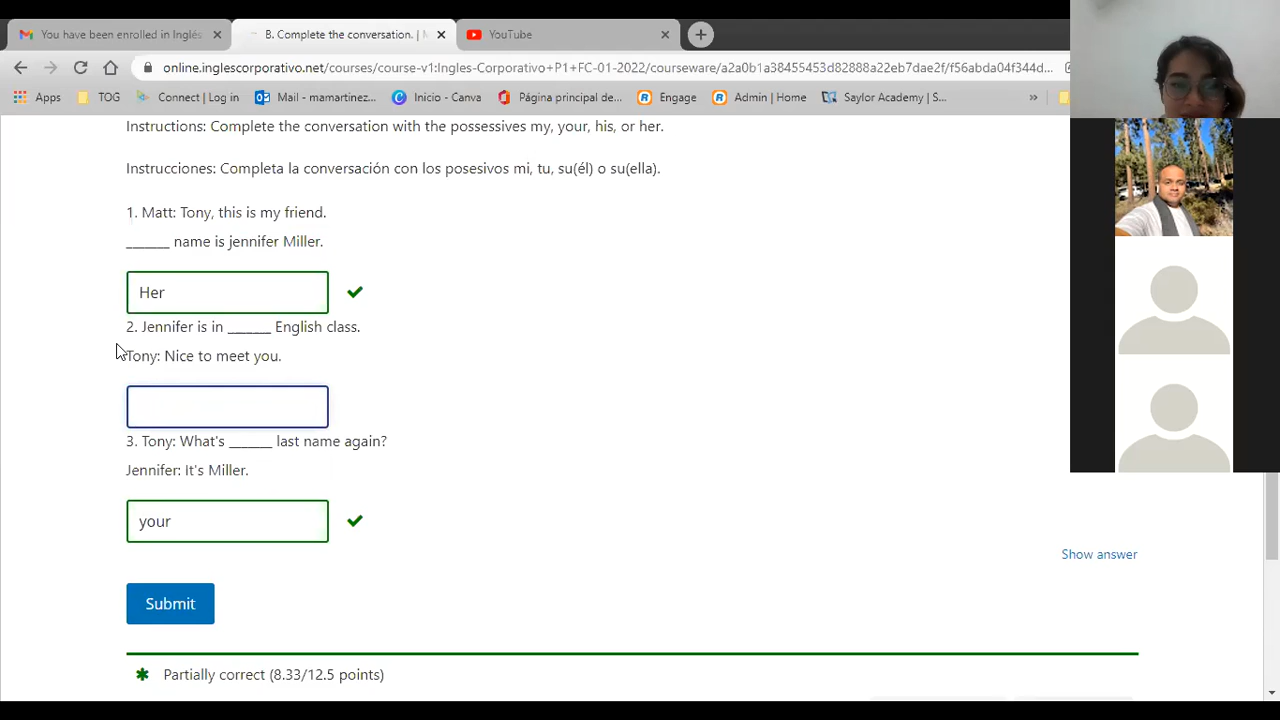 You have been enrolled in Inglés
B. Complete the conversation. | M
YouTube
online.inglescorporativo.net/courses/course-v1:Ingles-Corporativo+P1+FC-01-2022/courseware/a2a0b1a38455453d82888a22eb7dae2f/f56abda04f344d...
Apps
TOG
Connect | Log in
Mail - mamartinez...
Inicio - Canva
Página principal de...
Engage
Admin | Home
Saylor Academy | S...
»
Instructions: Complete the conversation with the possessives my, your, his, or her.
Instrucciones: Completa la conversación con los posesivos mi, tu, su(él) o su(ella).
1. Matt: Tony, this is my friend.
_______ name is jennifer Miller.
Her
2. Jennifer is in _______ English class.
Tony: Nice to meet you.
3. Tony: What's _______ last name again?
Jennifer: It's Miller.
your
Show answer
Submit
Partially correct (8.33/12.5 points)